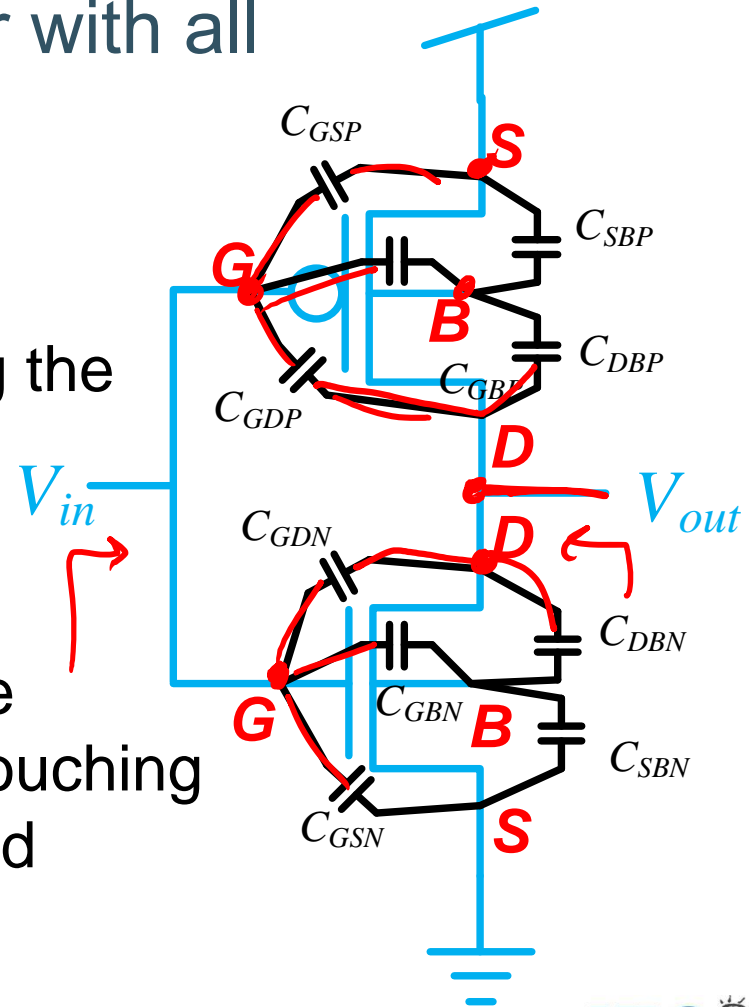 r with all
C_GSP
S
C_SBP
G
B
g the
C_DBP
C_GBP
C_GDP
D
V_in
V_out
C_GDN
D
C_DBN
e
C_GBN
G
B
ouching
C_SBN
d
C_GSN
S